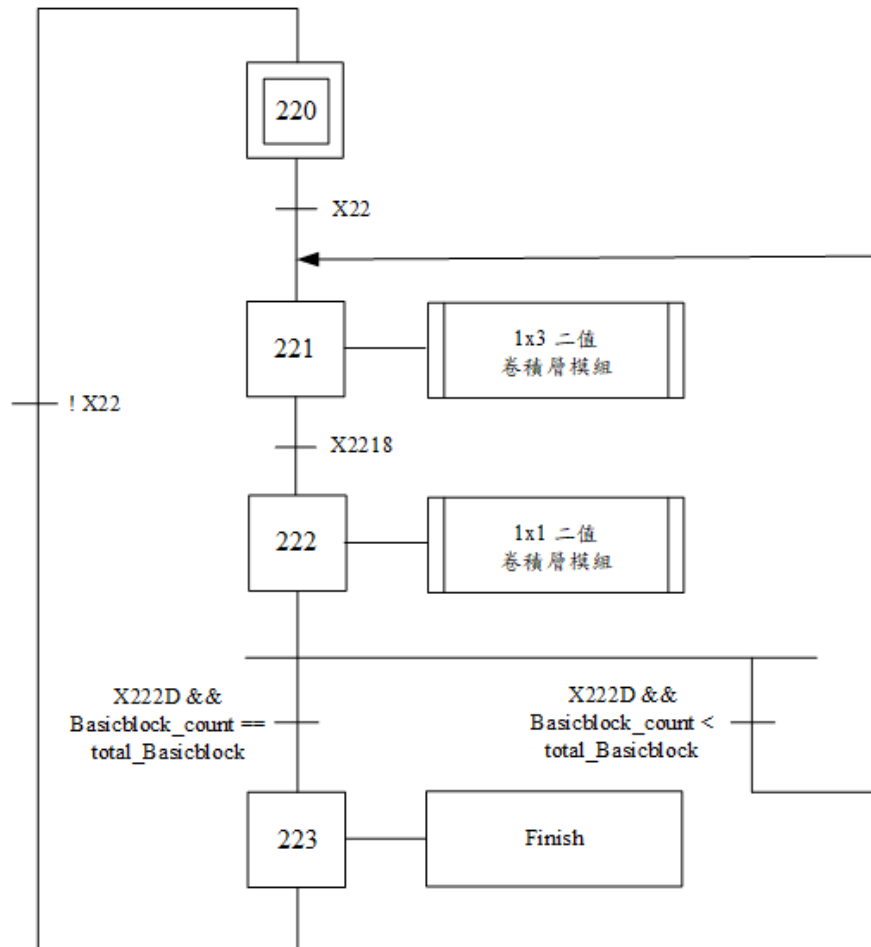 220
X22
221
1x3 二值
卷積層模組
! X22
X2218
222
1x1 二值
卷積層模組
X222D &&
Basicblock_count ==
total_Basicblock
X222D &&
Basicblock_count <
total_Basicblock
223
Finish